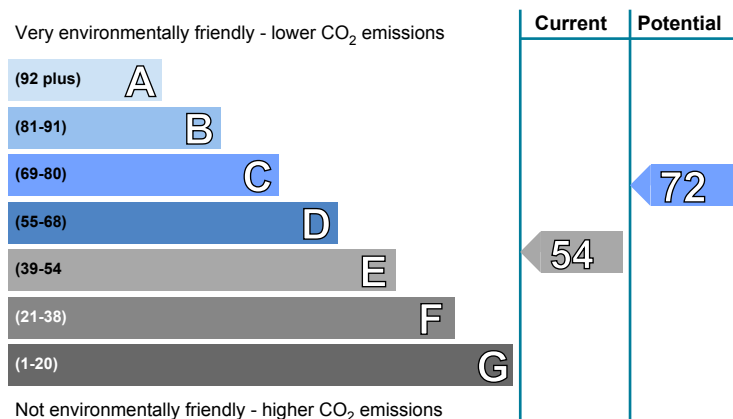 Very environmentally friendly - lower CO2 emissions
Current
Potential
(92 plus) A
(81-91) B
(69-80) C
72
(55-68) D
54
(39-54 E
(21-38) F
(1-20) G
Not environmentally friendly - higher CO2 emissions